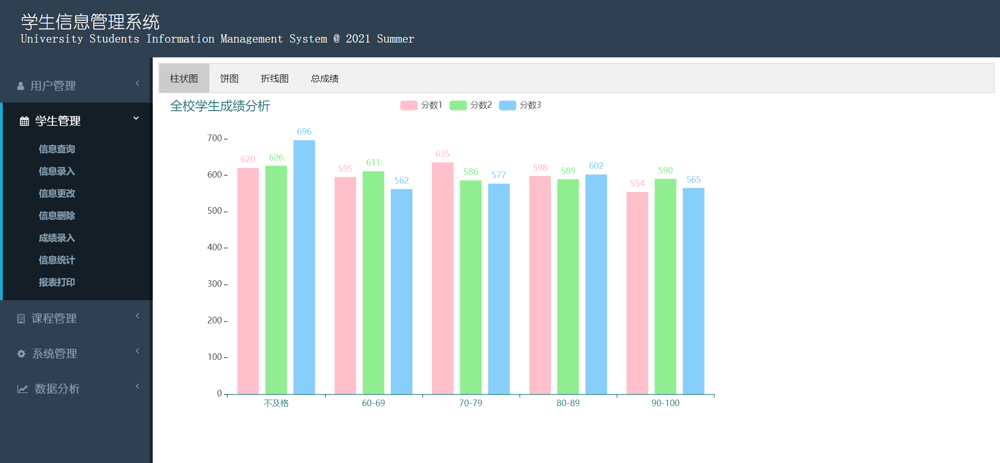 学生信息管理系统
University Students Information Management System @ 2021 Summer
用户管理
学生管理
信息查询
信息录入
信息更改
信息删除
成绩录入
信息统计
报表打印
课程管理
系统管理
数据分析
柱状图 饼图 折线图 总成绩
全校学生成绩分析
分数1 分数2 分数3
700
600
500
400
300
200
100
0
620 626 696
595 611 562
635 586 577
598 589 602
554 590 565
不及格 60-69 70-79 80-89 90-100